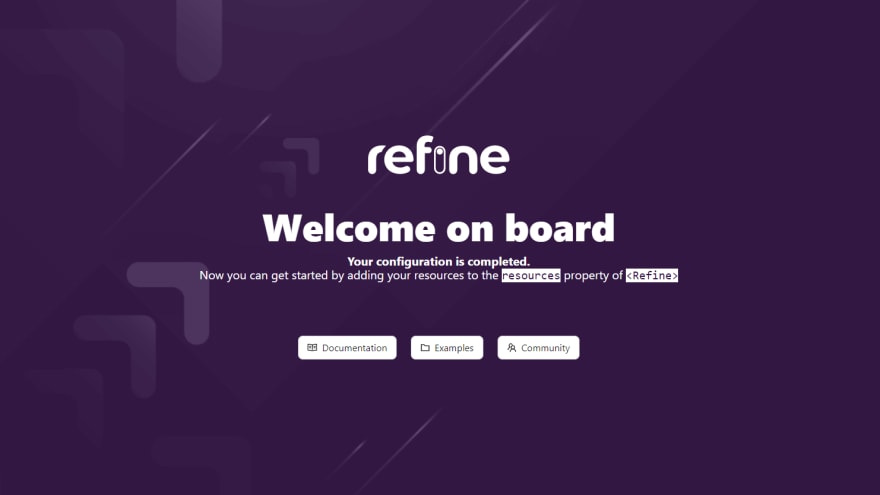 refine
Welcome on board
Your configuration is completed.
Now you can get started by adding your resources to the resources property of <Refine>
Documentation
Examples
Community